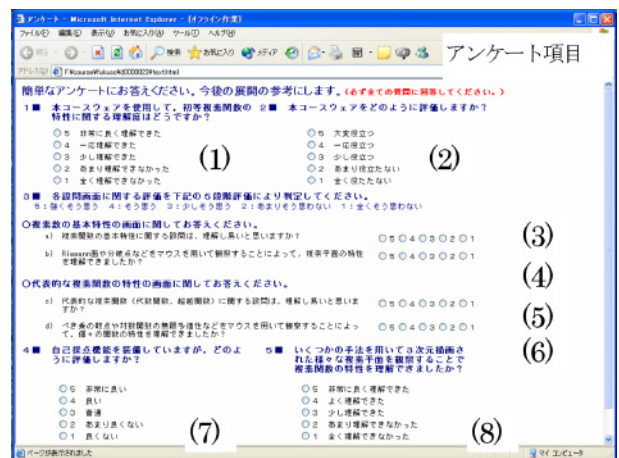 アンケート - Microsoft Internet Explorer - [オフライン作業]
ファイル(F) 編集(E) 表示(V) お気に入り(A) ツール(T) ヘルプ(H)
戻る 検索 お気に入り メディア
アンケート項目
アドレス(D) F:¥course¥fukuso¥d0000023¥text.html
簡単なアンケートにお答えください。今後の展開の参考にします。(必ず全ての質問に回答してください。)
1■ 本コースウェアを使用して、初等複素関数の特性に関する理解度はどうですか?
○5 非常に良く理解できた
○4 一応理解できた
○3 少し理解できた
○2 あまり理解できなかった
○1 全く理解できなかった
(1)
2■ 本コースウェアをどのように評価しますか?
○5 大変役立つ
○4 一応役立つ
○3 少し役立つ
○2 あまり役立たない
○1 全く役たたない
(2)
3■ 各設問画面に関する評価を下記の5段階評価により判定してください。
5:強くそう思う 4:そう思う 3:少しそう思う 2:あまりそう思わない 1:全くそう思わない
○複素数の基本特性の画面に関してお答えください。
a) 複素関数の基本特性に関する設問は、理解し易いと思いますか? ○5○4○3○2○1 (3)
b) Riemann面や分岐点などをマウスを用いて観察することによって、複素平面の特性を理解できましたか? ○5○4○3○2○1 (4)
○代表的な複素関数の特性の画面に関してお答えください。
c) 代表的な複素関数(代数関数、超越関数)に関する設問は、理解し易いと思いますか? ○5○4○3○2○1 (5)
d) べき乗の軌点や対数関数の無限多価性などをマウスを用いて観察することによって、個々の関数の特性を理解できましたか? ○5○4○3○2○1 (6)
4■ 自己採点機能を装備していますが、どのように評価しますか?
○5 非常に良い
○4 良い
○3 普通
○2 あまり良くない
○1 良くない
(7)
5■ いくつかの手法を用いて3次元描画された様々な複素平面を観察することで複素関数の特性を理解できましたか?
○5 非常に良く理解できた
○4 よく理解できた
○3 少し理解できた
○2 あまり理解できなかった
○1 全く理解できなかった
(8)
ページが表示されました
マイ コンピュータ